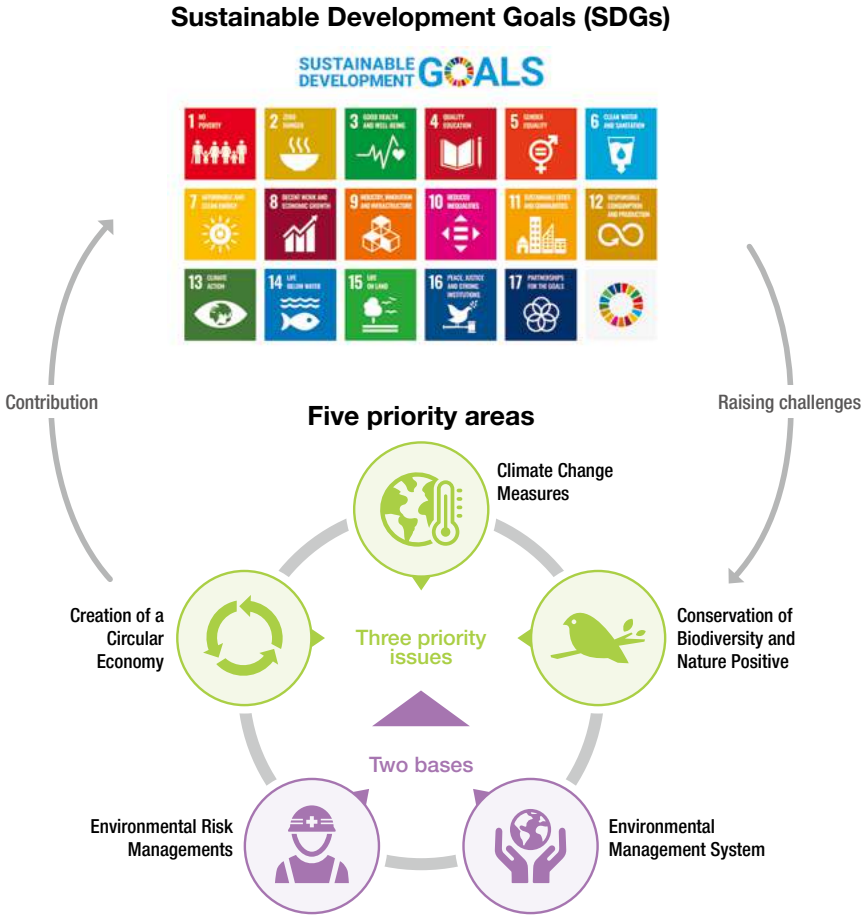 Sustainable Development Goals (SDGs)
SUSTAINABLE
DEVELOPMENT GOALS
1 NO
POVERTY
2 ZERO
HUNGER
3 GOOD HEALTH
AND WELL-BEING
4 QUALITY
EDUCATION
5 GENDER
EQUALITY
6 CLEAN WATER
AND SANITATION
7 AFFORDABLE AND
CLEAN ENERGY
8 DECENT WORK AND
ECONOMIC GROWTH
9 INDUSTRY, INNOVATION
AND INFRASTRUCTURE
10 REDUCED
INEQUALITIES
11 SUSTAINABLE CITIES
AND COMMUNITIES
12 RESPONSIBLE
CONSUMPTION
AND PRODUCTION
13 CLIMATE
ACTION
14 LIFE
BELOW WATER
15 LIFE
ON LAND
16 PEACE, JUSTICE
AND STRONG
INSTITUTIONS
17 PARTNERSHIPS
FOR THE GOALS
Contribution
Raising challenges
Five priority areas
Climate Change
Measures
Creation of a
Circular
Economy
Three priority
issues
Conservation of
Biodiversity and
Nature Positive
Two bases
Environmental Risk
Managements
Environmental
Management System